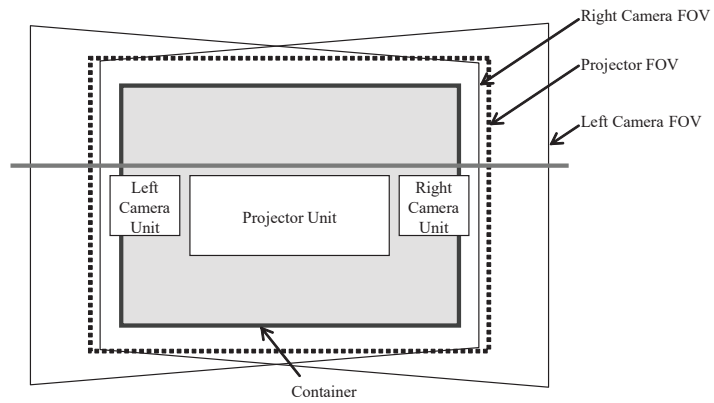 Right Camera FOV
Projector FOV
Left Camera FOV
Left
Camera
Unit
Projector Unit
Right
Camera
Unit
Container